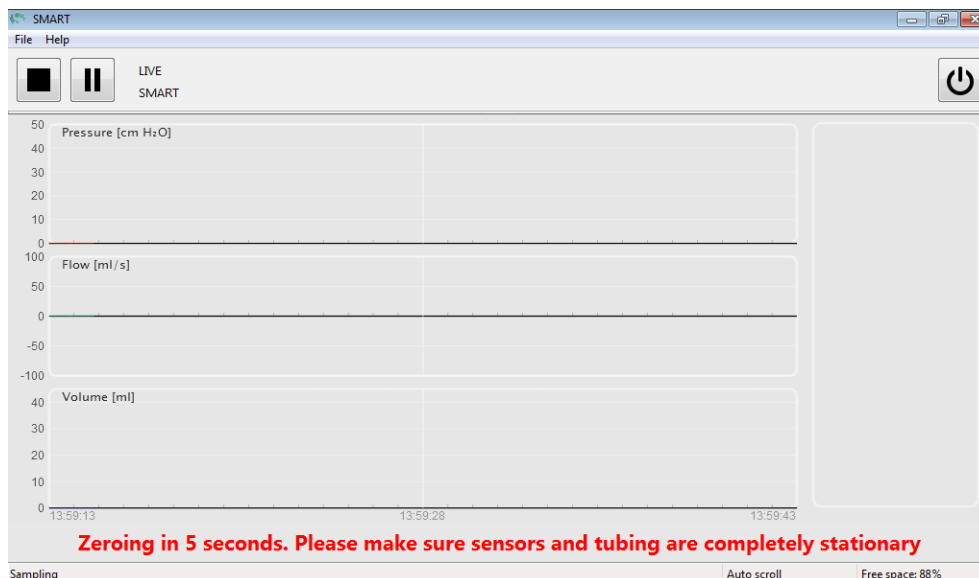 SMART
File Help
LIVE
SMART
Pressure [cm H₂O]
50
40
30
20
10
0
Flow [ml/s]
100
50
0
-50
-100
Volume [ml]
40
30
20
10
0
13:59:13 13:59:28 13:59:43
Zeroing in 5 seconds. Please make sure sensors and tubing are completely stationary
Sampling Auto scroll Free space: 88%